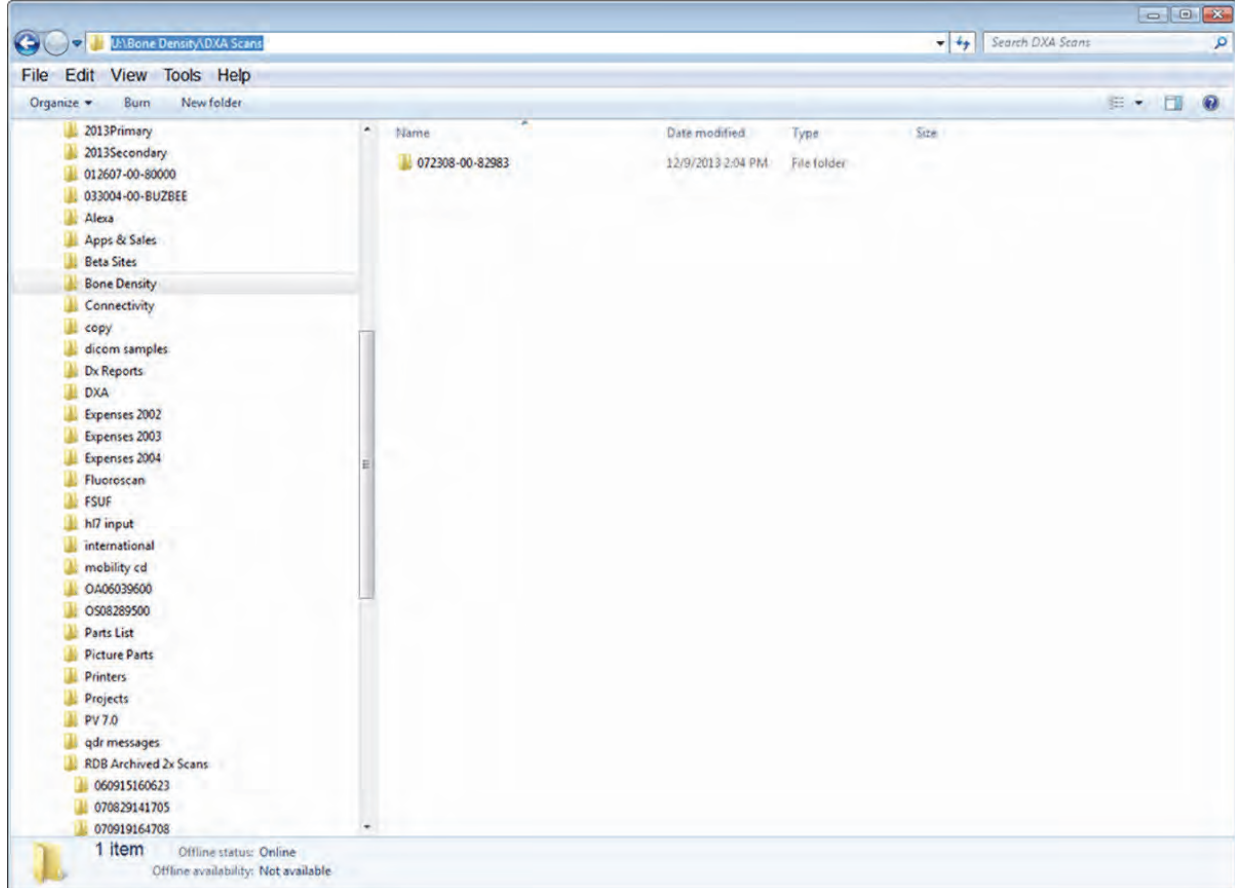 U:\Bone Density\DXA Scans
Search DXA Scans
File Edit View Tools Help
Organize Burn New folder
2013Primary
2013Secondary
012607-00-80000
033004-00-BUZBEE
Alexa
Apps & Sales
Beta Sites
Bone Density
Connectivity
copy
dicom samples
Dx Reports
DXA
Expenses 2002
Expenses 2003
Expenses 2004
Fluoroscan
FSUF
hl7 input
international
mobility cd
OA06039600
OS08289500
Parts List
Picture Parts
Printers
Projects
PV 7.0
qdr messages
RDB Archived 2x Scans
060915160623
070829141705
070919164708
Name Date modified Type Size
072308-00-82983 12/9/2013 2:04 PM File folder
1 item Offline status: Online
Offline availability: Not available